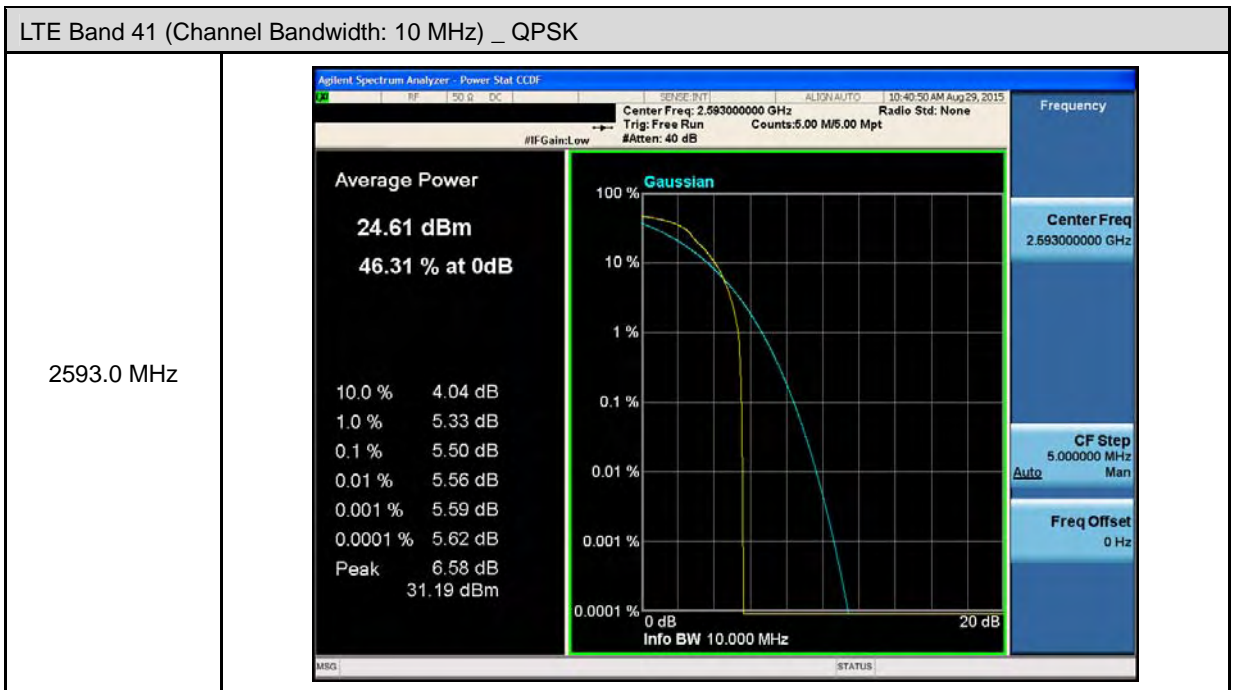 LTE Band 41 (Channel Bandwidth: 10 MHz) _ QPSK
2593.0 MHz
Agilent Spectrum Analyzer - Power Stat CCDF
RF 50 Ω DC SENSE:INT ALIGN AUTO 10:40:50 AM Aug 29, 2015
Center Freq: 2.593000000 GHz Radio Std: None
Trig: Free Run Counts:5.00 M/5.00 Mpt
#IFGain:Low #Atten: 40 dB
Average Power
24.61 dBm
46.31 % at 0dB
10.0 % 4.04 dB
1.0 % 5.33 dB
0.1 % 5.50 dB
0.01 % 5.56 dB
0.001 % 5.59 dB
0.0001 % 5.62 dB
Peak 6.58 dB
31.19 dBm
Gaussian
100 %
10 %
1 %
0.1 %
0.01 %
0.001 %
0.0001 %
0 dB 20 dB
Info BW 10.000 MHz
Frequency
Center Freq
2.593000000 GHz
CF Step
5.000000 MHz
Auto Man
Freq Offset
0 Hz
MSG STATUS